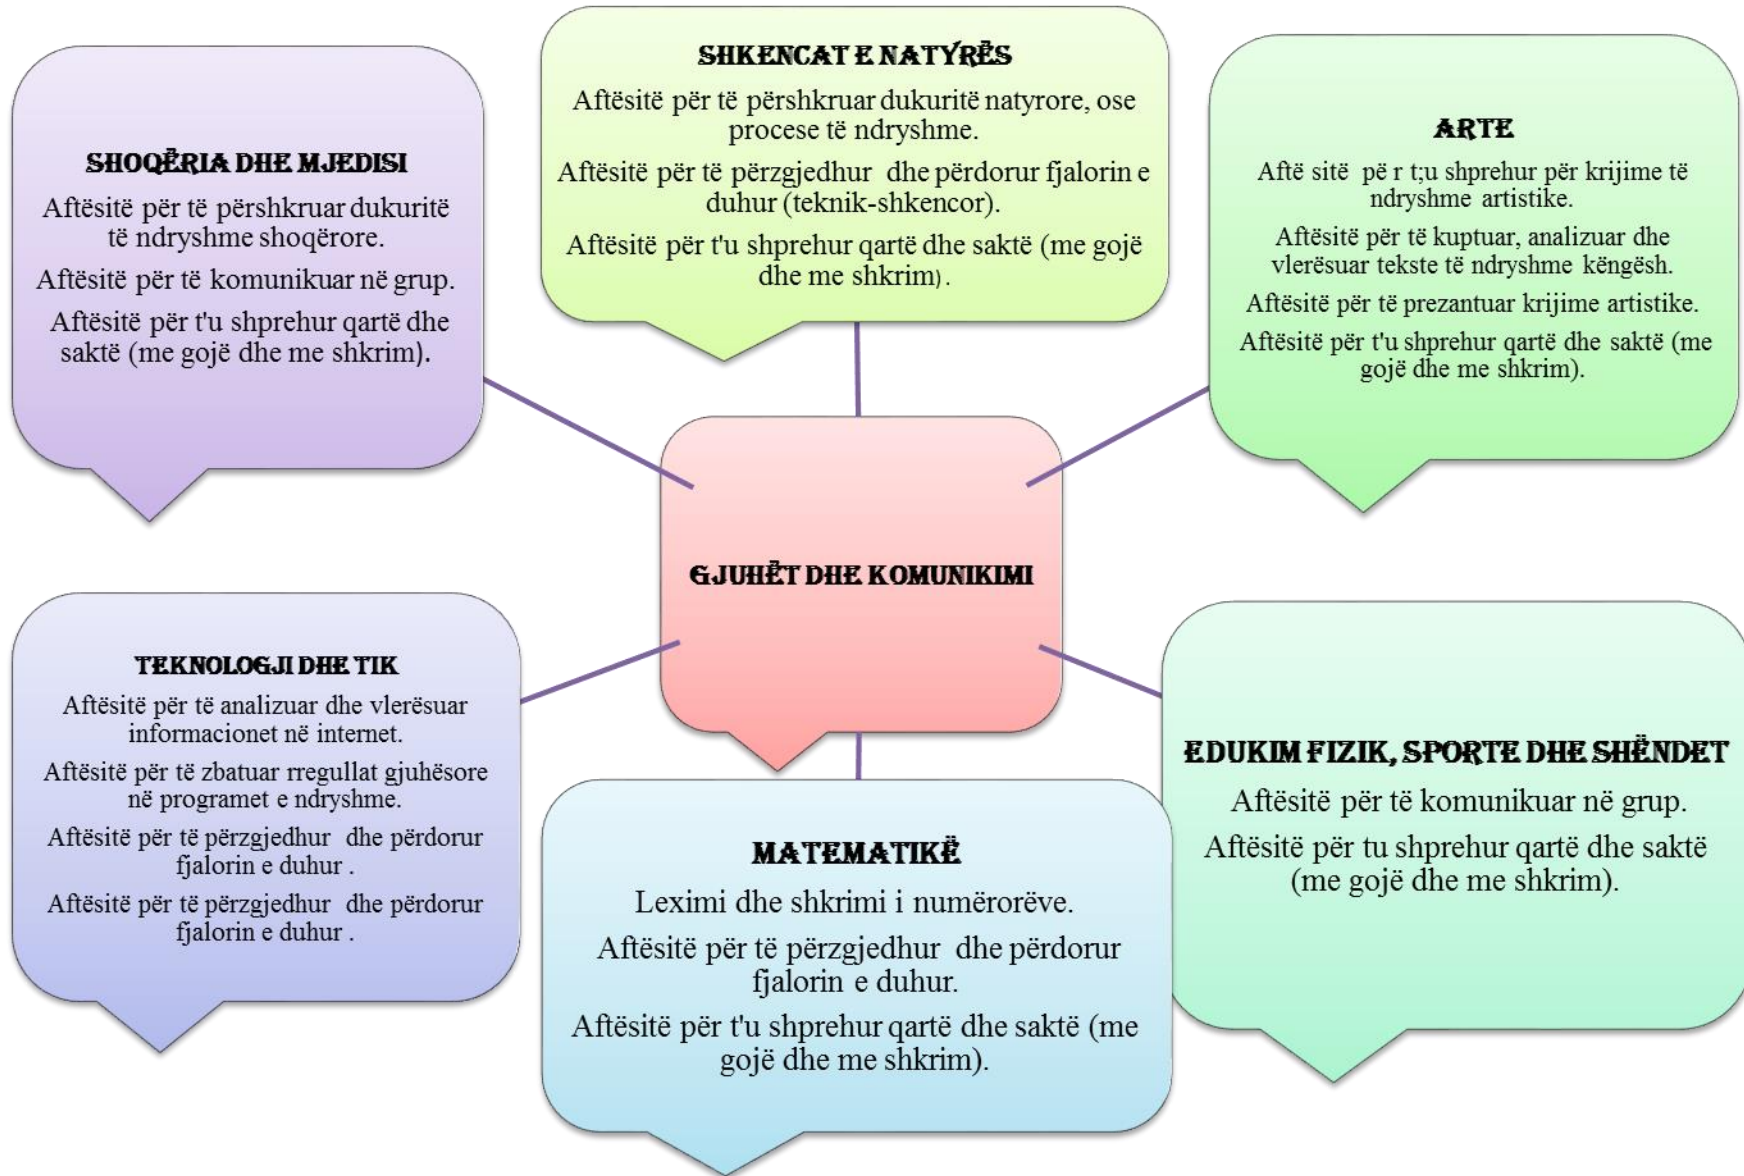 SHOQËRIA DHE MJEDISI
Aftësitë për të përshkruar dukuritë
të ndryshme shoqërore.
Aftësitë për të komunikuar në grup.
Aftësitë për t'u shprehur qartë dhe
saktë (me gojë dhe me shkrim).
SHKENCAT E NATYRËS
Aftësitë për të përshkruar dukuritë natyrore, ose
procese të ndryshme.
Aftësitë për të përzgjedhur dhe përdorur fjalorin e
duhur (teknik-shkencor).
Aftësitë për t'u shprehur qartë dhe saktë (me gojë
dhe me shkrim).
ARTE
Aftë sitë pë r t;u shprehur për krijime të
ndryshme artistike.
Aftësitë për të kuptuar, analizuar dhe
vlerësuar tekste të ndryshme këngësh.
Aftësitë për të prezantuar krijime artistike.
Aftësitë për t'u shprehur qartë dhe saktë (me
gojë dhe me shkrim).
GJUHËT DHE KOMUNIKIMI
TEKNOLOGJI DHE TIK
Aftësitë për të analizuar dhe vlerësuar
informacionet në internet.
Aftësitë për të zbatuar rregullat gjuhësore
në programet e ndryshme.
Aftësitë për të përzgjedhur dhe përdorur
fjalorin e duhur .
Aftësitë për të përzgjedhur dhe përdorur
fjalorin e duhur .
MATEMATIKË
Leximi dhe shkrimi i numërorëve.
Aftësitë për të përzgjedhur dhe përdorur
fjalorin e duhur.
Aftësitë për t'u shprehur qartë dhe saktë (me
gojë dhe me shkrim).
EDUKIM FIZIK, SPORTE DHE SHËNDET
Aftësitë për të komunikuar në grup.
Aftësitë për tu shprehur qartë dhe saktë
(me gojë dhe me shkrim).